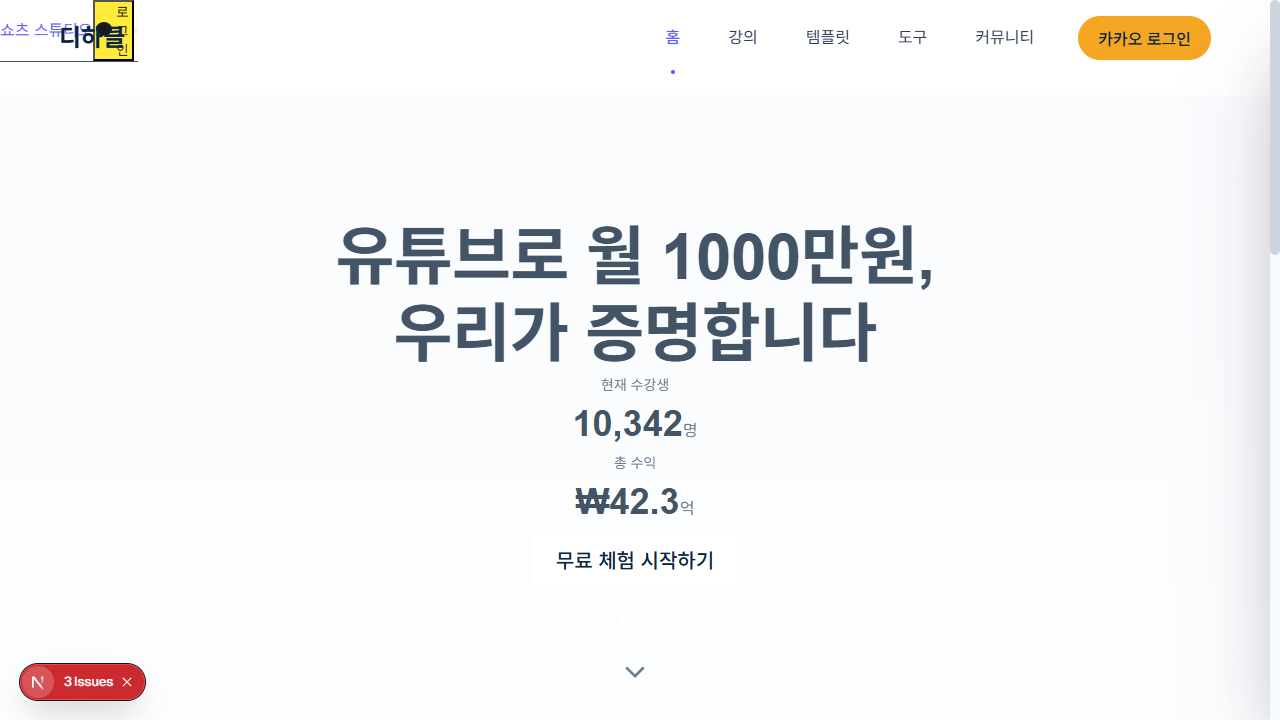 쇼츠 스튜디오
로그인
디하클
홈
강의
템플릿
도구
커뮤니티
카카오 로그인
유튜브로 월 1000만원,
우리가 증명합니다
현재 수강생
10,342명
총 수익
₩42.3억
무료 체험 시작하기
3 Issues